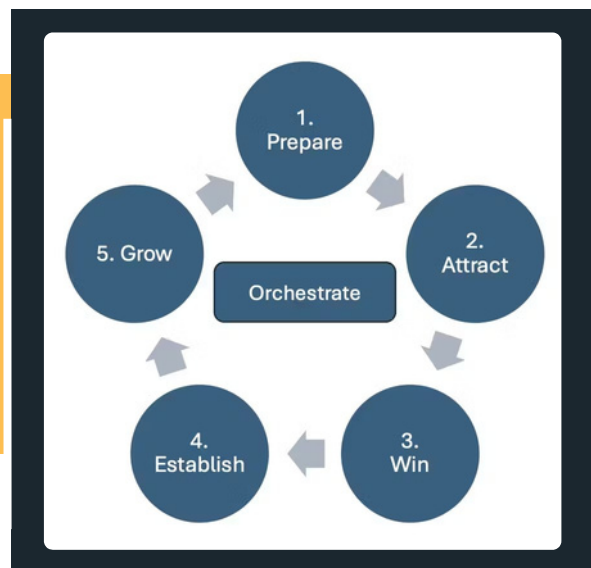 1.
Prepare
2.
Attract
3.
Win
4.
Establish
5. Grow
Orchestrate